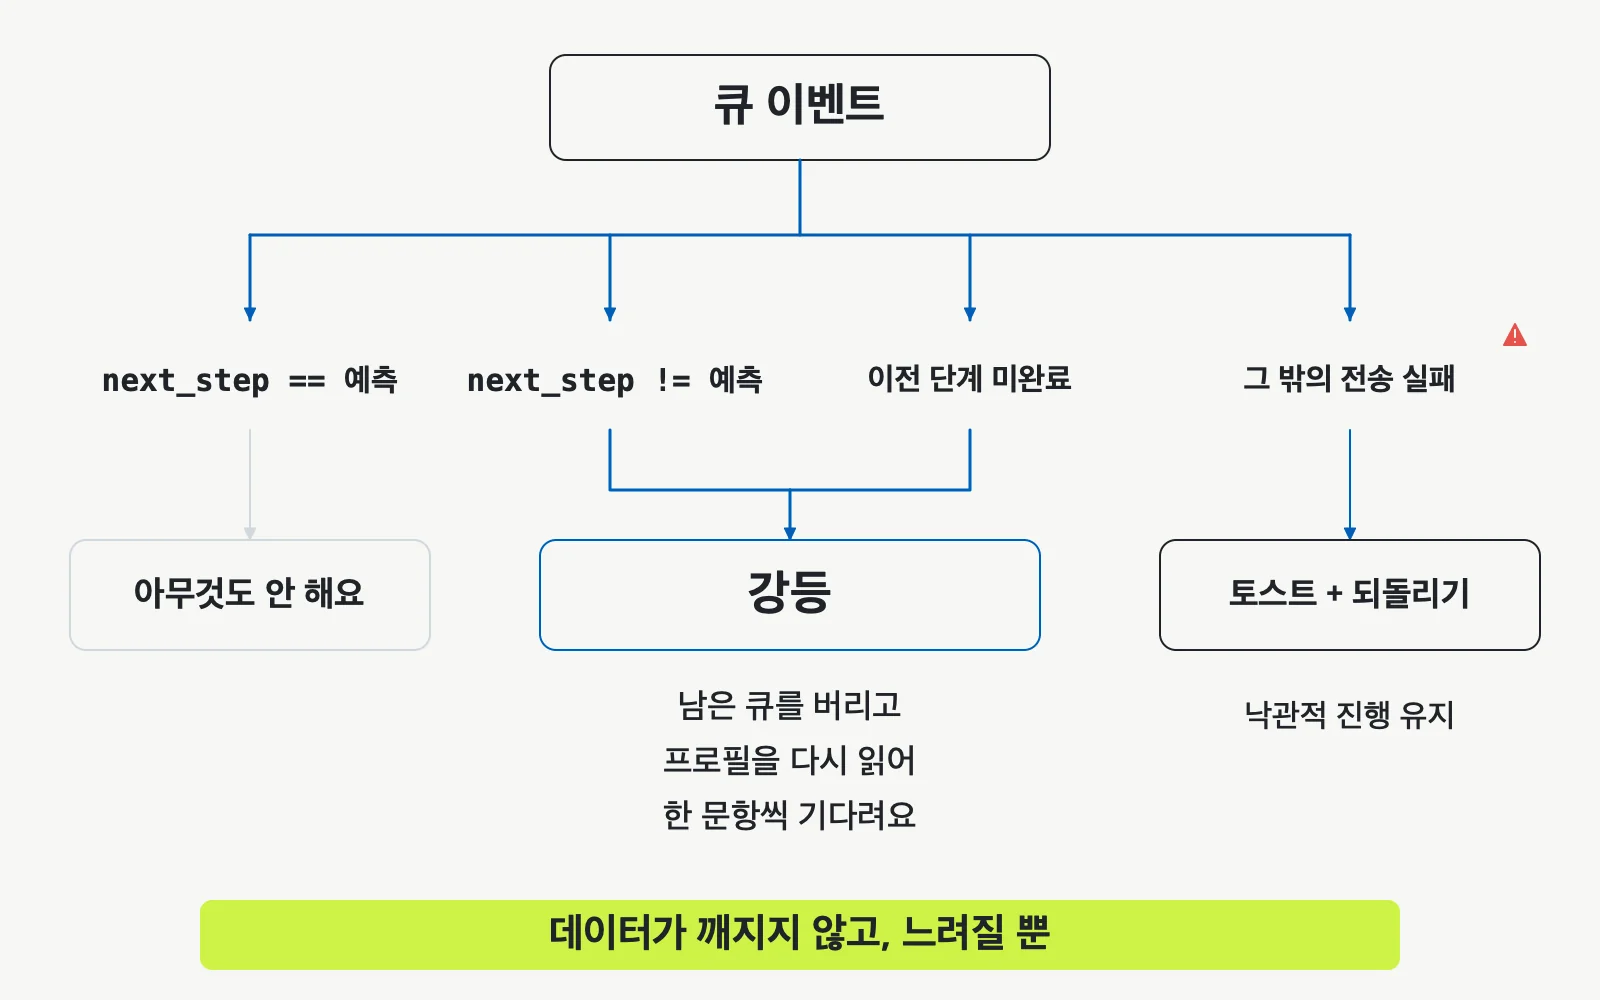 큐 이벤트
next_step == 예측
next_step != 예측
이전 단계 미완료
그 밖의 전송 실패
아무것도 안 해요
강등
토스트 + 되돌리기
남은 큐를 버리고
프로필을 다시 읽어
한 문항씩 기다려요
낙관적 진행 유지
데이터가 깨지지 않고, 느려질 뿐